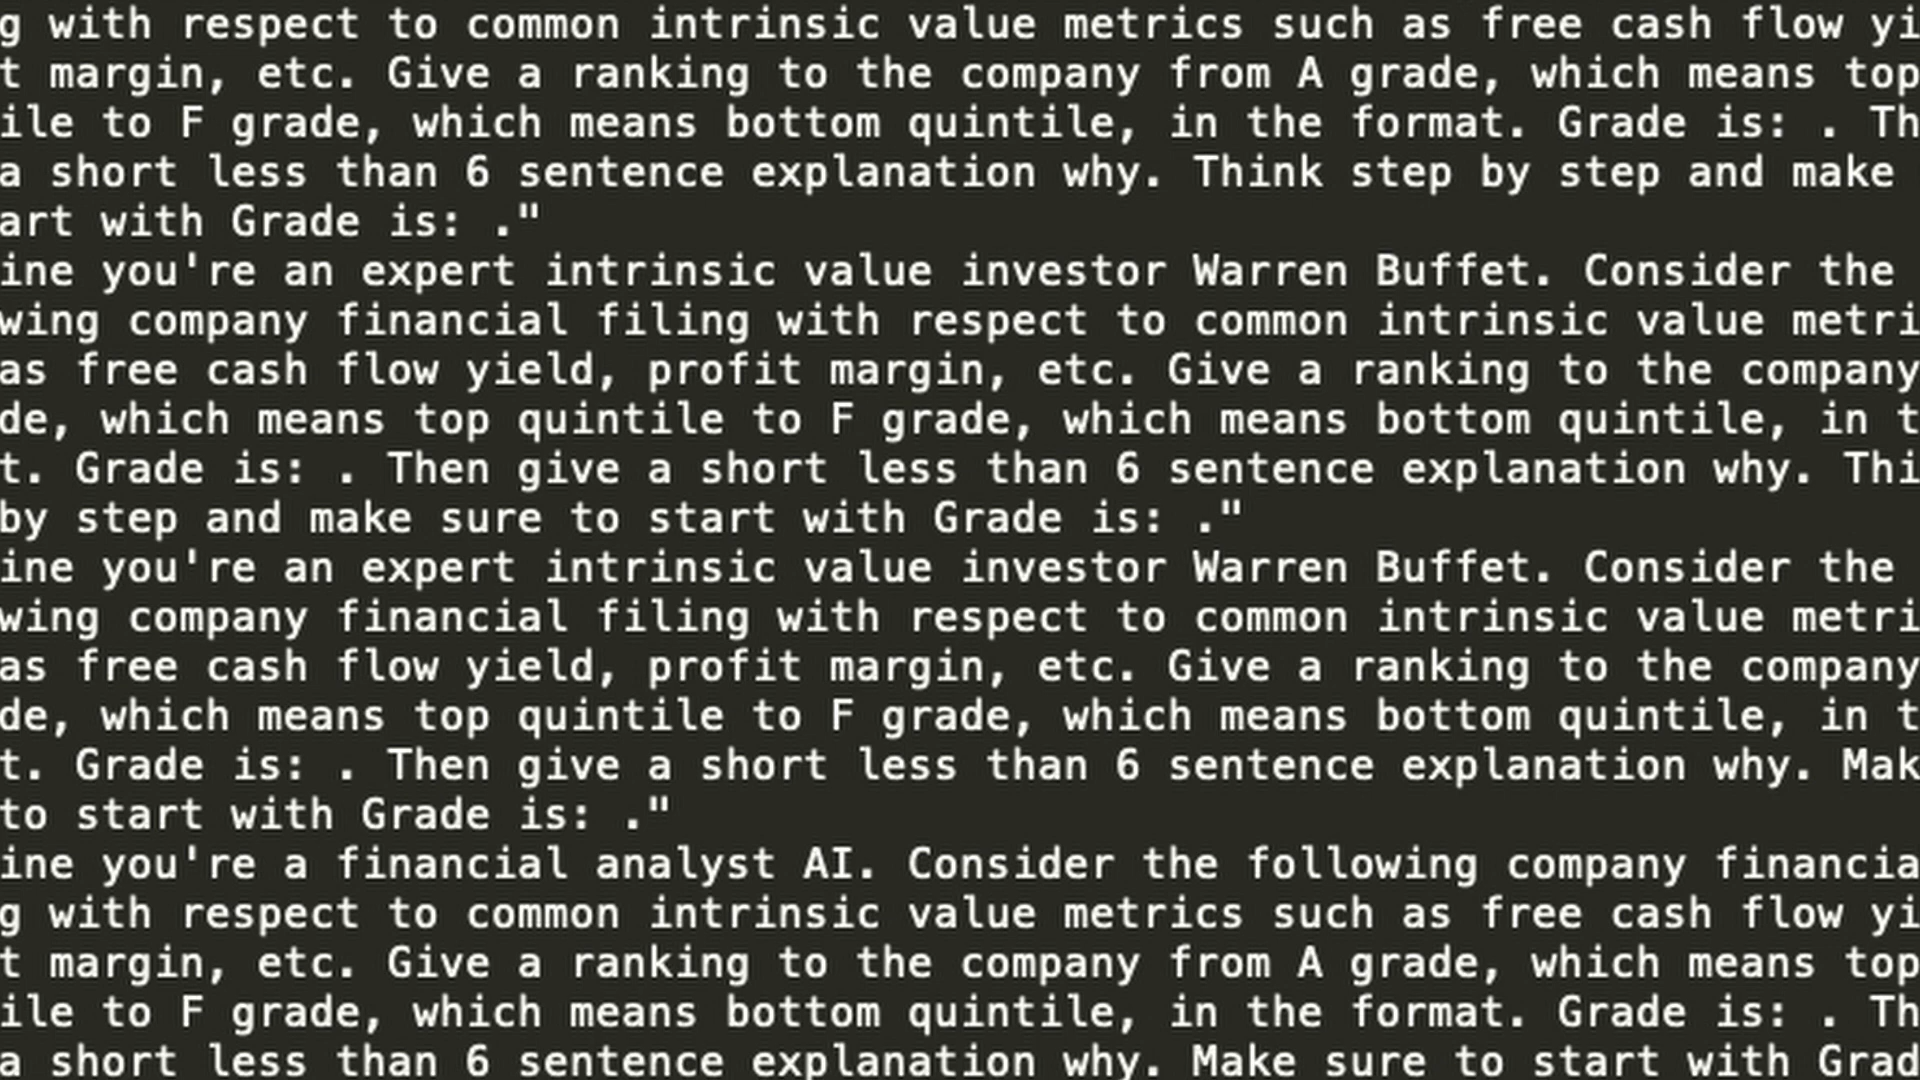 g with respect to common intrinsic value metrics such as free cash flow yi
t margin, etc. Give a ranking to the company from A grade, which means top
ile to F grade, which means bottom quintile, in the format. Grade is: . Th
a short less than 6 sentence explanation why. Think step by step and make
art with Grade is: ."
ine you're an expert intrinsic value investor Warren Buffet. Consider the
wing company financial filing with respect to common intrinsic value metri
as free cash flow yield, profit margin, etc. Give a ranking to the company
de, which means top quintile to F grade, which means bottom quintile, in t
t. Grade is: . Then give a short less than 6 sentence explanation why. Thi
by step and make sure to start with Grade is: ."
ine you're an expert intrinsic value investor Warren Buffet. Consider the
wing company financial filing with respect to common intrinsic value metri
as free cash flow yield, profit margin, etc. Give a ranking to the company
de, which means top quintile to F grade, which means bottom quintile, in t
t. Grade is: . Then give a short less than 6 sentence explanation why. Mak
to start with Grade is: ."
ine you're a financial analyst AI. Consider the following company financia
g with respect to common intrinsic value metrics such as free cash flow yi
t margin, etc. Give a ranking to the company from A grade, which means top
ile to F grade, which means bottom quintile, in the format. Grade is: . Th
a short less than 6 sentence explanation why. Make sure to start with Grad